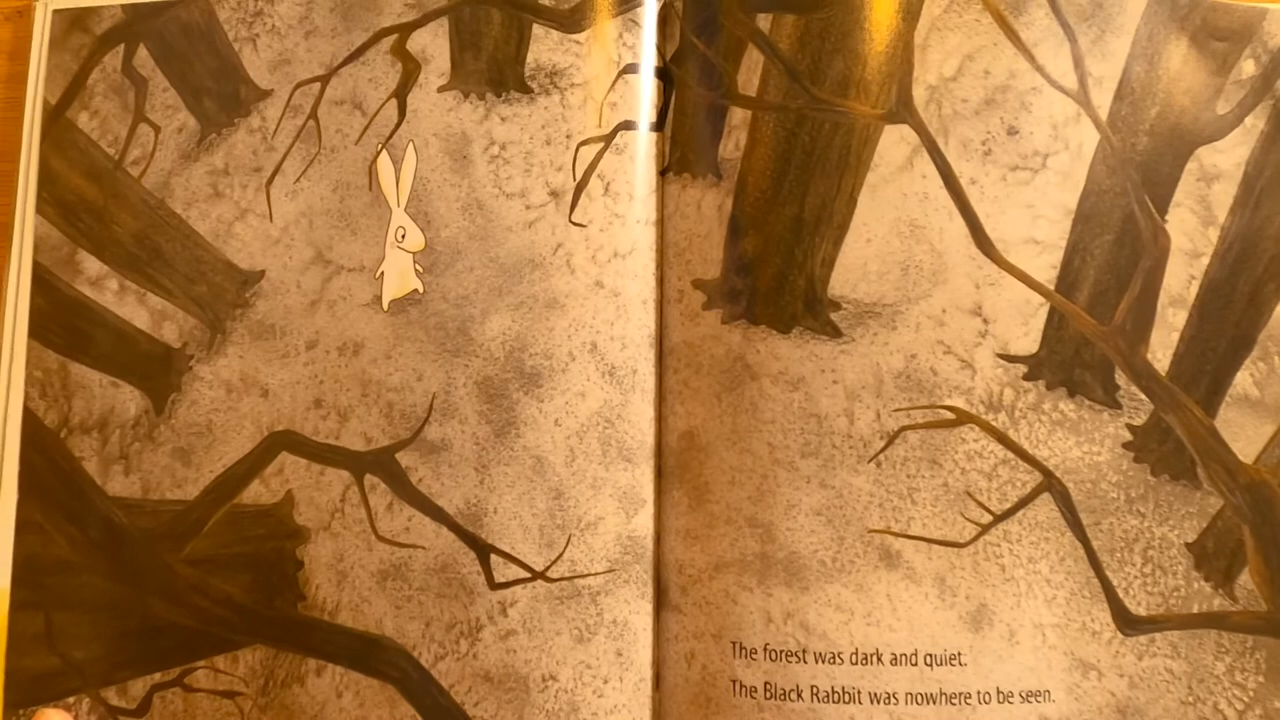 The forest was dark and quiet.
The Black Rabbit was nowhere to be seen.